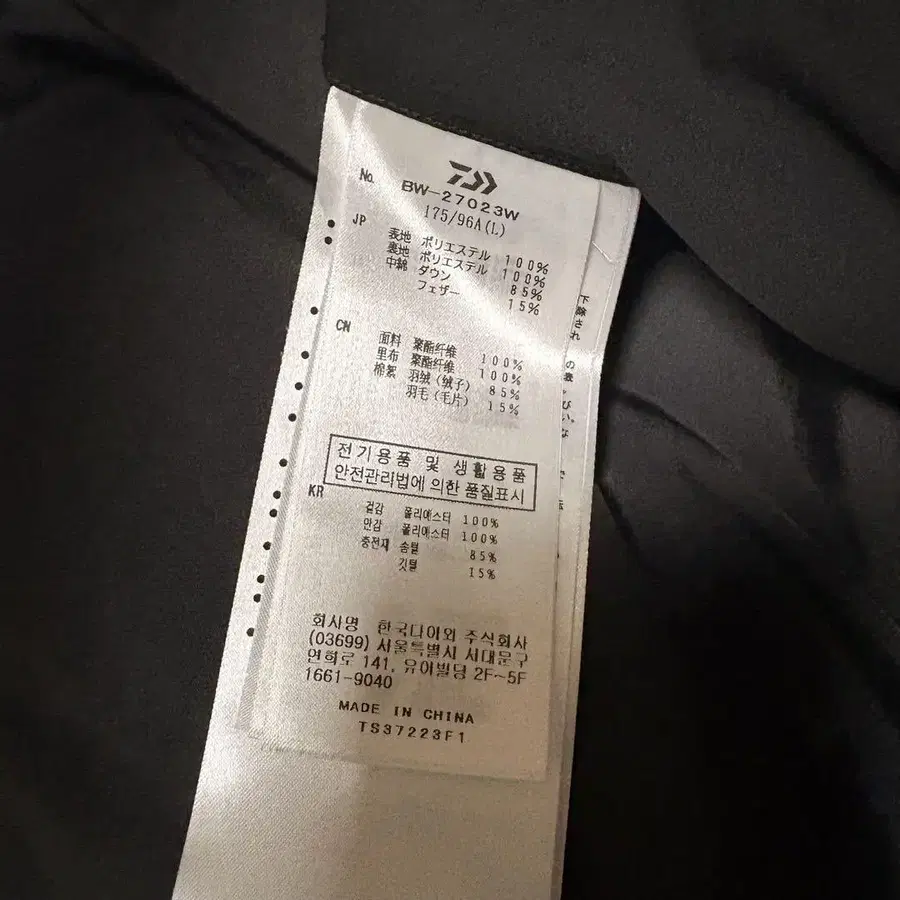 No. BW-27023W
175/96A(L)
JP
表地 ポリエステル 100%
裏地 ポリエステル 100%
中綿 ダウン 85%
フェザー 15%
CN
面料 聚酯纤维 100%
里布 聚酯纤维 100%
棉絮 羽绒(绒子) 85%
羽毛(毛片) 15%
전기용품 및 생활용품
안전관리법에 의한 품질표시
KR
겉감 폴리에스터 100%
안감 폴리에스터 100%
충전재 솜털 85%
깃털 15%
회사명 한국다이와 주식회사
(03699) 서울특별시 서대문구
연희로 141, 유어빌딩 2F~5F
1661-9040
MADE IN CHINA
TS37223F1